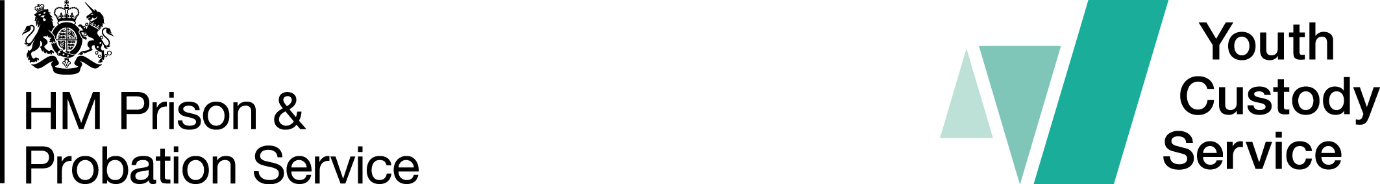 HM Prison &
Probation Service
Youth
Custody
Service